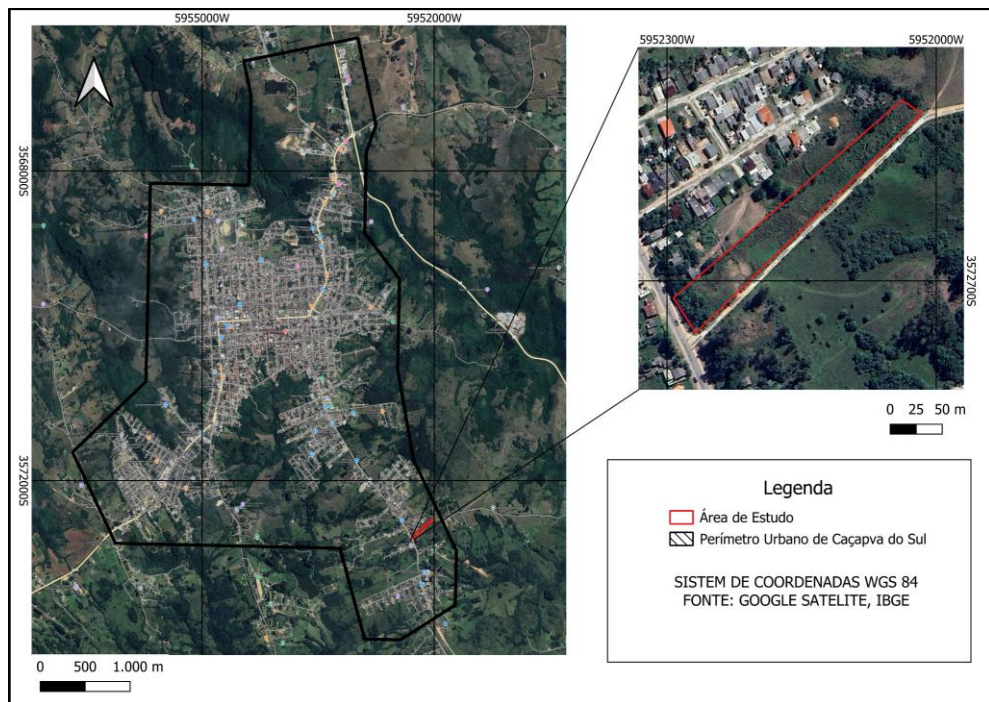 5955000W
5952000W
3568000S
3572000S
0 500 1.000 m
5952300W
5952000W
3572700S
0 25 50 m
Legenda
Área de Estudo
Perímetro Urbano de Caçapva do Sul
SISTEM DE COORDENADAS WGS 84
FONTE: GOOGLE SATELITE, IBGE